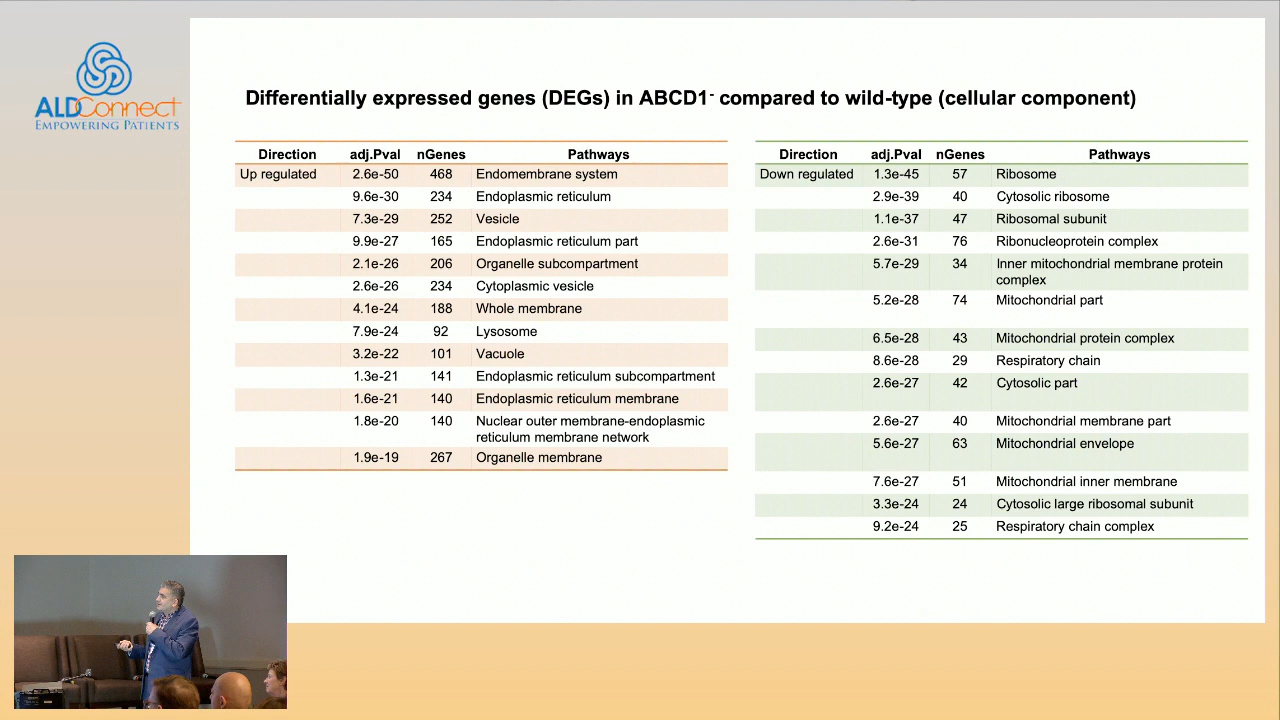 ALDConnect
EMPOWERING PATIENTS
Differentially expressed genes (DEGs) in ABCD1⁻ compared to wild-type (cellular component)
Direction adj.Pval nGenes Pathways
Up regulated 2.6e-50 468 Endomembrane system
9.6e-30 234 Endoplasmic reticulum
7.3e-29 252 Vesicle
9.9e-27 165 Endoplasmic reticulum part
2.1e-26 206 Organelle subcompartment
2.6e-26 234 Cytoplasmic vesicle
4.1e-24 188 Whole membrane
7.9e-24 92 Lysosome
3.2e-22 101 Vacuole
1.3e-21 141 Endoplasmic reticulum subcompartment
1.6e-21 140 Endoplasmic reticulum membrane
1.8e-20 140 Nuclear outer membrane-endoplasmic
reticulum membrane network
1.9e-19 267 Organelle membrane
Direction adj.Pval nGenes Pathways
Down regulated 1.3e-45 57 Ribosome
2.9e-39 40 Cytosolic ribosome
1.1e-37 47 Ribosomal subunit
2.6e-31 76 Ribonucleoprotein complex
5.7e-29 34 Inner mitochondrial membrane protein
complex
5.2e-28 74 Mitochondrial part
6.5e-28 43 Mitochondrial protein complex
8.6e-28 29 Respiratory chain
2.6e-27 42 Cytosolic part
2.6e-27 40 Mitochondrial membrane part
5.6e-27 63 Mitochondrial envelope
7.6e-27 51 Mitochondrial inner membrane
3.3e-24 24 Cytosolic large ribosomal subunit
9.2e-24 25 Respiratory chain complex